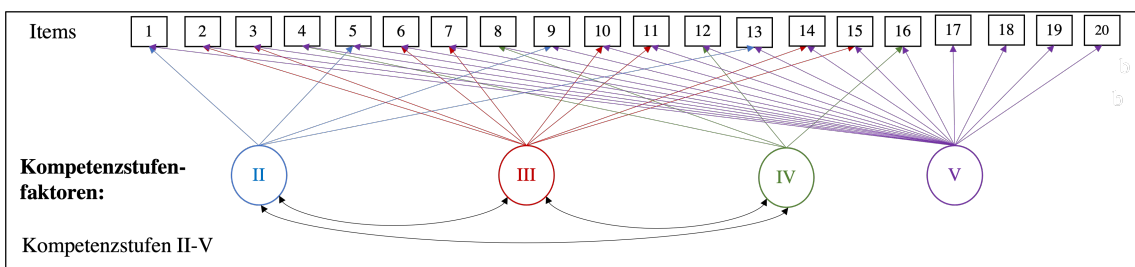 Items 1 2 3 4 5 6 7 8 9 10 11 12 13 14 15 16 17 18 19 20
b
b
II III IV V
Kompetenzstufen-
faktoren:
Kompetenzstufen II-V